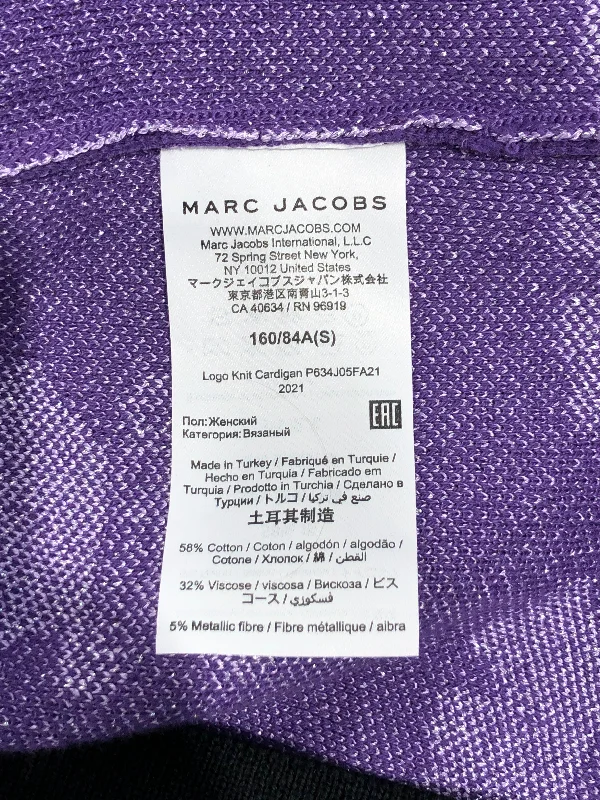 MARC JACOBS
WWW.MARCJACOBS.COM
Marc Jacobs International, L.L.C
72 Spring Street New York,
NY 10012 United States
マークジェイコブスジャパン株式会社
東京都港区南青山3-1-3
CA 40634 / RN 96919
160/84A(S)
Logo Knit Cardigan P634J05FA21
2021
Пол:Женский
Категория:Вязаный
EAC
Made in Turkey / Fabriqué en Turquie /
Hecho en Turquia / Fabricado em
Turquia / Prodotto in Turchia / Сделано в
Турции / トルコ / صنع في تركيا
土耳其制造
58% Cotton / Coton / algodón / algodão /
Cotone / Хлопок / 綿 / القطن /
32% Viscose / viscosa / Вискоза / ビス
コース / فسكوزي /
5% Metallic fibre / Fibre métallique / aibra